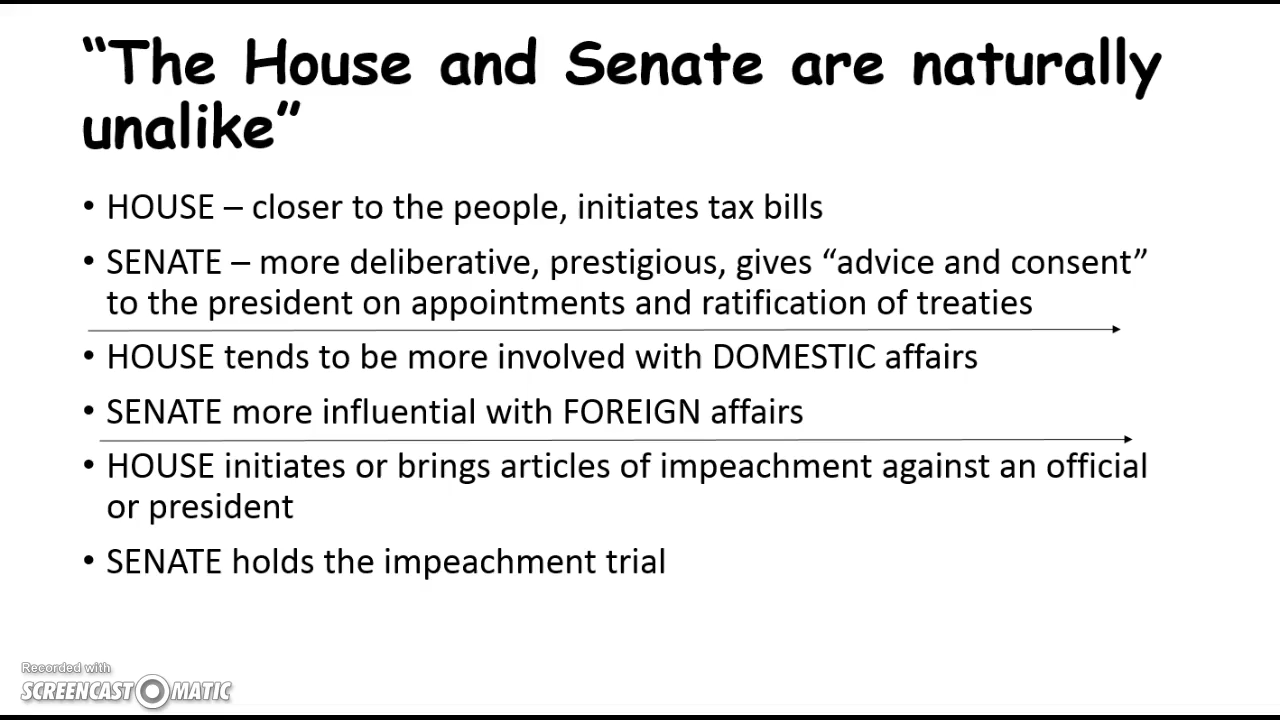 “The House and Senate are naturally
unalike”
• HOUSE – closer to the people, initiates tax bills
• SENATE – more deliberative, prestigious, gives “advice and consent”
to the president on appointments and ratification of treaties
• HOUSE tends to be more involved with DOMESTIC affairs
• SENATE more influential with FOREIGN affairs
• HOUSE initiates or brings articles of impeachment against an official
or president
• SENATE holds the impeachment trial
Recorded with
SCREENCAST MATIC